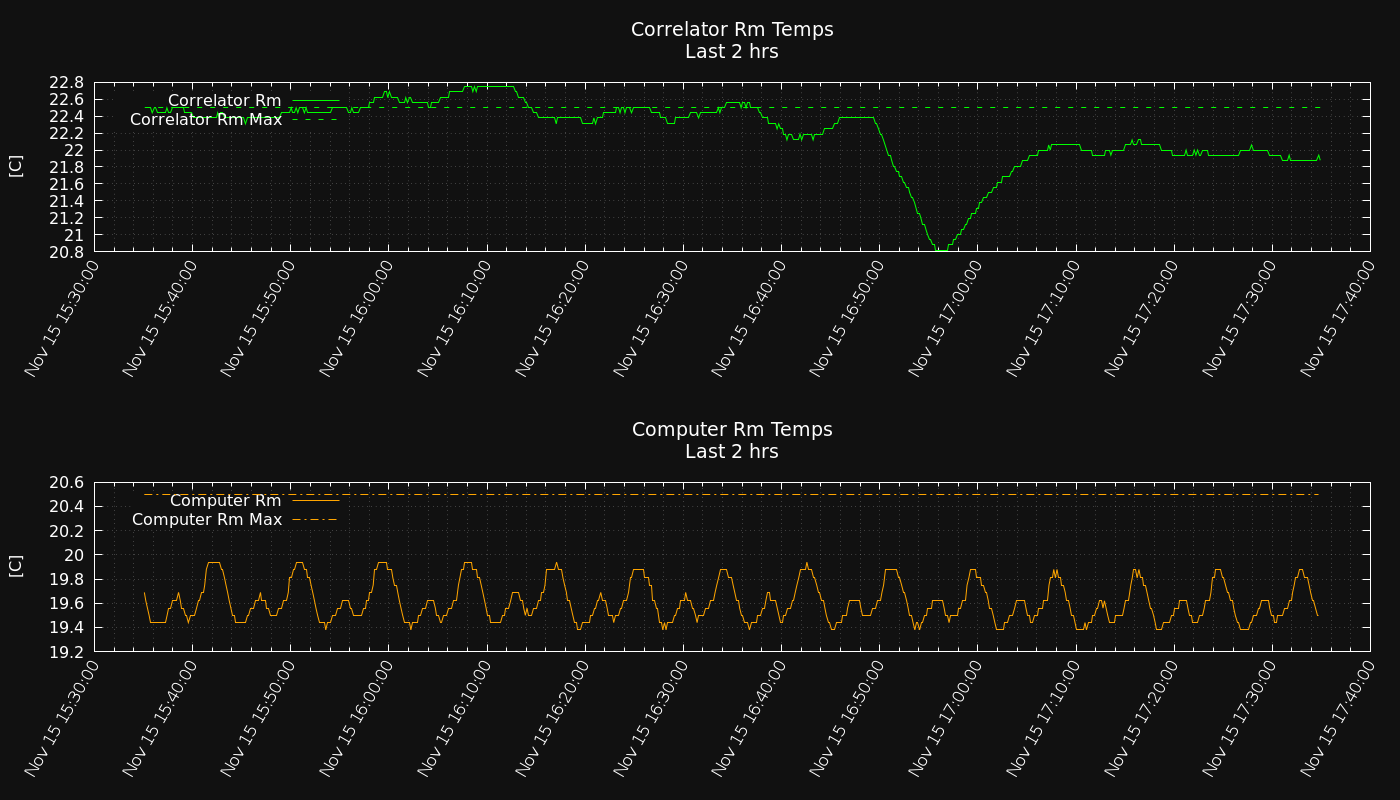 Correlator Rm Temps
Last 2 hrs
22.8
22.6
22.4
22.2
22
21.8
21.6
21.4
21.2
21
20.8
[C]
Correlator Rm
Correlator Rm Max
Nov 15 15:30:00
Nov 15 15:40:00
Nov 15 15:50:00
Nov 15 16:00:00
Nov 15 16:10:00
Nov 15 16:20:00
Nov 15 16:30:00
Nov 15 16:40:00
Nov 15 16:50:00
Nov 15 17:00:00
Nov 15 17:10:00
Nov 15 17:20:00
Nov 15 17:30:00
Nov 15 17:40:00
Computer Rm Temps
Last 2 hrs
20.6
20.4
20.2
20
19.8
19.6
19.4
19.2
[C]
Computer Rm
Computer Rm Max
Nov 15 15:30:00
Nov 15 15:40:00
Nov 15 15:50:00
Nov 15 16:00:00
Nov 15 16:10:00
Nov 15 16:20:00
Nov 15 16:30:00
Nov 15 16:40:00
Nov 15 16:50:00
Nov 15 17:00:00
Nov 15 17:10:00
Nov 15 17:20:00
Nov 15 17:30:00
Nov 15 17:40:00